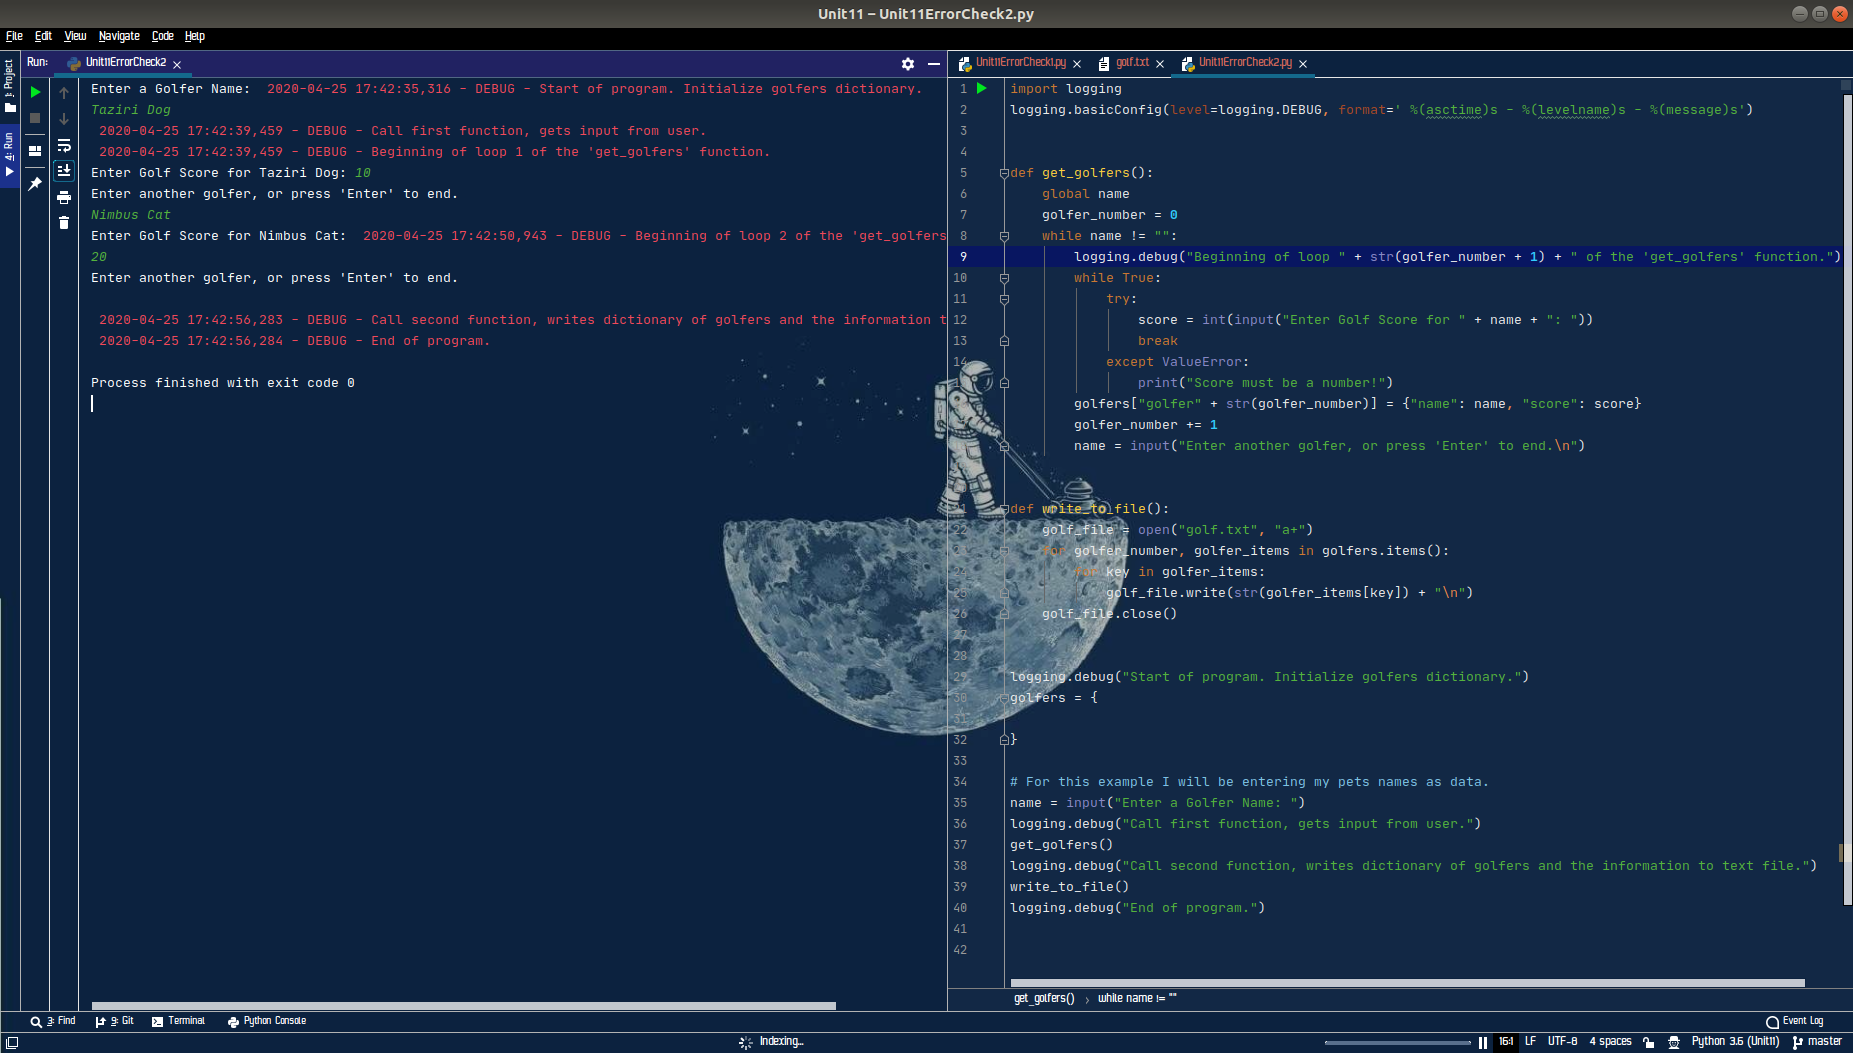 Unit11 – Unit11ErrorCheck2.py
File Edit View Navigate Code Help
1: Project
4: Run
Run: Unit11ErrorCheck2
Enter a Golfer Name:  2020-04-25 17:42:35,316 - DEBUG - Start of program. Initialize golfers dictionary.
Taziri Dog
2020-04-25 17:42:39,459 - DEBUG - Call first function, gets input from user.
2020-04-25 17:42:39,459 - DEBUG - Beginning of loop 1 of the 'get_golfers' function.
Enter Golf Score for Taziri Dog: 10
Enter another golfer, or press 'Enter' to end.
Nimbus Cat
Enter Golf Score for Nimbus Cat:  2020-04-25 17:42:50,943 - DEBUG - Beginning of loop 2 of the 'get_golfers
20
Enter another golfer, or press 'Enter' to end.
2020-04-25 17:42:56,283 - DEBUG - Call second function, writes dictionary of golfers and the information t
2020-04-25 17:42:56,284 - DEBUG - End of program.
Process finished with exit code 0
Unit11ErrorCheck1.py golf.txt Unit11ErrorCheck2.py
1 import logging
2 logging.basicConfig(level=logging.DEBUG, format=' %(asctime)s - %(levelname)s - %(message)s')
3
4
5 def get_golfers():
6     global name
7     golfer_number = 0
8     while name != "":
9         logging.debug("Beginning of loop " + str(golfer_number + 1) + " of the 'get_golfers' function.")
10         while True:
11             try:
12                 score = int(input("Enter Golf Score for " + name + ": "))
13                 break
14             except ValueError:
15                 print("Score must be a number!")
16         golfers["golfer" + str(golfer_number)] = {"name": name, "score": score}
17         golfer_number += 1
18         name = input("Enter another golfer, or press 'Enter' to end.\n")
21 def write_to_file():
22     golf_file = open("golf.txt", "a+")
23     for golfer_number, golfer_items in golfers.items():
24         for key in golfer_items:
25             golf_file.write(str(golfer_items[key]) + "\n")
26     golf_file.close()
27
28
29 logging.debug("Start of program. Initialize golfers dictionary.")
30 golfers = {
31
32 }
33
34 # For this example I will be entering my pets names as data.
35 name = input("Enter a Golfer Name: ")
36 logging.debug("Call first function, gets input from user.")
37 get_golfers()
38 logging.debug("Call second function, writes dictionary of golfers and the information to text file.")
39 write_to_file()
40 logging.debug("End of program.")
41
42
get_golfers() › while name != ""
3: Find 9: Git Terminal Python Console Event Log
Indexing... 16:1 LF UTF-8 4 spaces Python 3.6 (Unit11) master